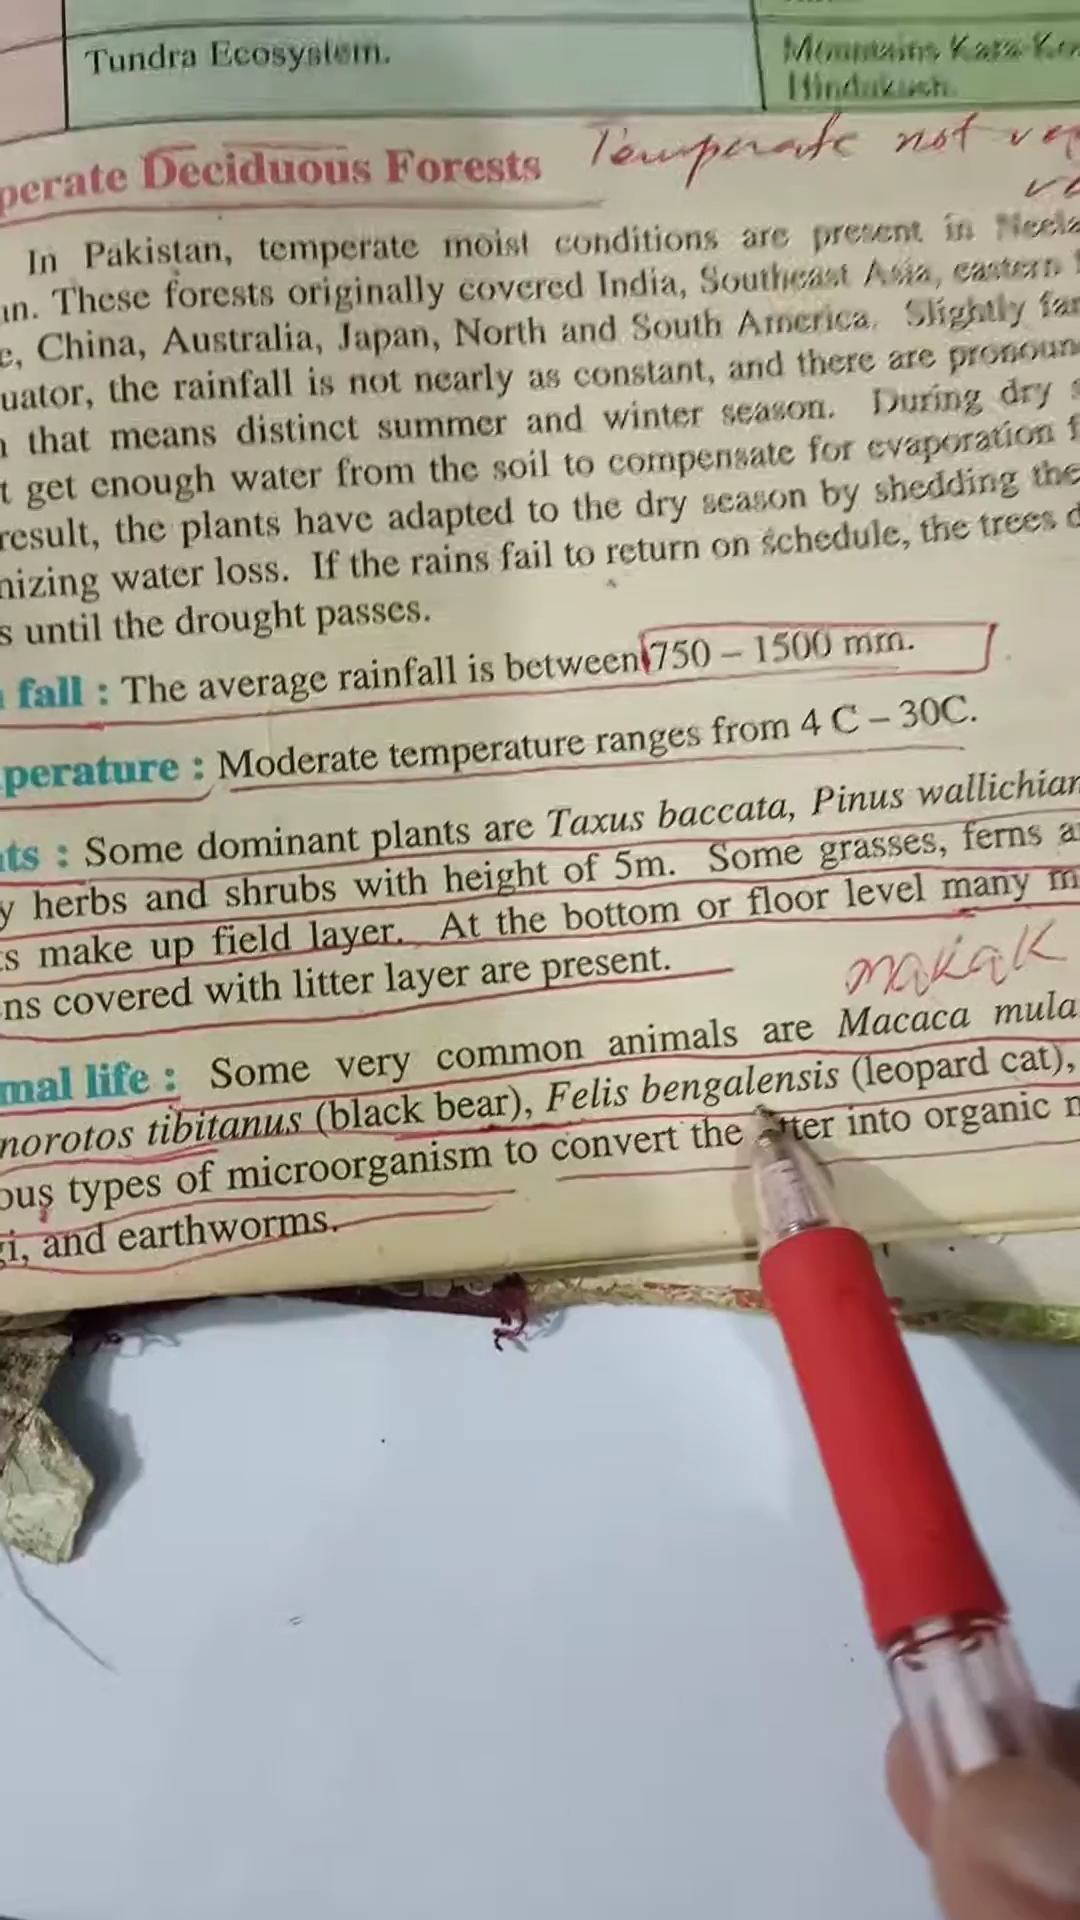 Tundra Ecosystem.
Mountains Kara-Ko
Hindukush.
perate Deciduous Forests Temperate not
In Pakistan, temperate moist conditions are present in Neela
an. These forests originally covered India, Southeast Asia, eastern
e, China, Australia, Japan, North and South America. Slightly far
uator, the rainfall is not nearly as constant, and there are pronoun
that means distinct summer and winter season. During dry s
t get enough water from the soil to compensate for evaporation f
result, the plants have adapted to the dry season by shedding the
nizing water loss. If the rains fail to return on schedule, the trees d
s until the drought passes.
fall : The average rainfall is between 750 – 1500 mm.
perature : Moderate temperature ranges from 4 C – 30C.
ts : Some dominant plants are Taxus baccata, Pinus wallichian
y herbs and shrubs with height of 5m. Some grasses, ferns a
s make up field layer. At the bottom or floor level many m
ns covered with litter layer are present.
makak
mal life : Some very common animals are Macaca mula
norotos tibitanus (black bear), Felis bengalensis (leopard cat),
ous types of microorganism to convert the tter into organic
gi, and earthworms.